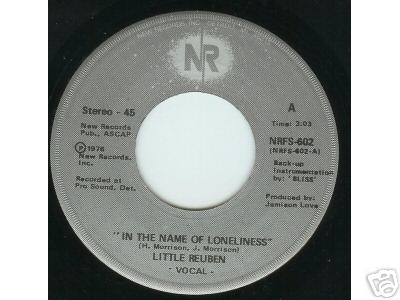 NR
Stereo - 45
A
New Records
Pub., ASCAP
Time: 3:03
NRFS-602
(NRFS-602-A)
Ⓟ1976
New Records.
Inc.
Back-up
Instrumentation
by: 'BLISS'
Recorded at
Pro Sound, Det.
Produced by:
Jamison Love
"IN THE NAME OF LONELINESS"
(H. Morrison, J. Morrison)
LITTLE REUBEN
- VOCAL -
eBay